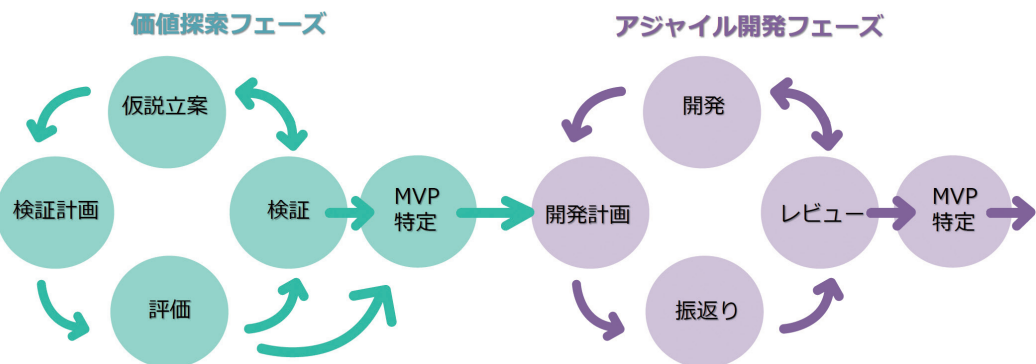 価値探索フェーズ
アジャイル開発フェーズ
仮説立案
検証計画
検証
MVP
特定
評価
開発
開発計画
レビュー
MVP
特定
振返り